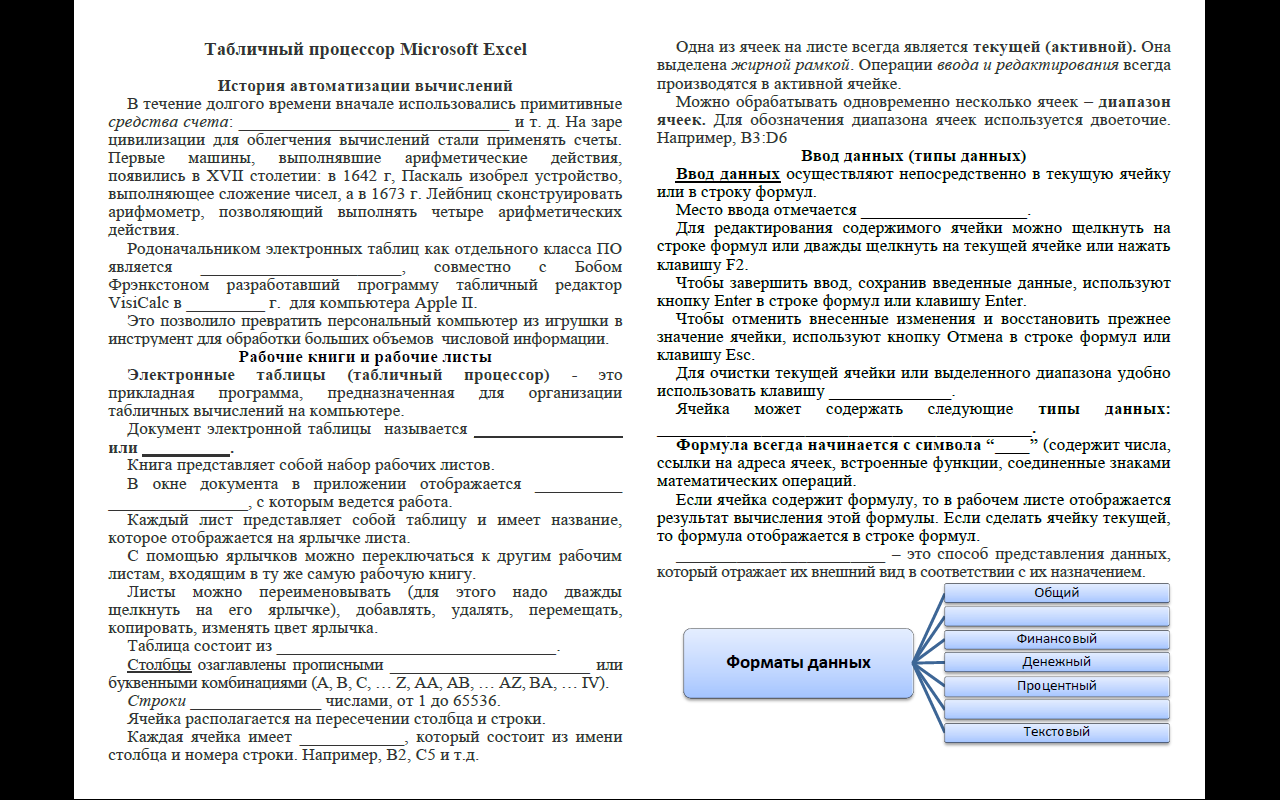 Табличный процессор Microsoft Excel
История автоматизации вычислений
В течение долгого времени вначале использовались примитивные
средства счета: _________________________________ и т. д. На заре
цивилизации для облегчения вычислений стали применять счеты.
Первые машины, выполнявшие арифметические действия,
появились в XVII столетии: в 1642 г, Паскаль изобрел устройство,
выполняющее сложение чисел, а в 1673 г. Лейбниц сконструировать
арифмометр, позволяющий выполнять четыре арифметических
действия.
Родоначальником электронных таблиц как отдельного класса ПО
является _________________________, совместно с Бобом
Фрэнкстоном разработавший программу табличный редактор
VisiCalc в __________ г. для компьютера Apple II.
Это позволило превратить персональный компьютер из игрушки в
инструмент для обработки больших объемов числовой информации.
Рабочие книги и рабочие листы
Электронные таблицы (табличный процессор) - это
прикладная программа, предназначенная для организации
табличных вычислений на компьютере.
Документ электронной таблицы называется __________________
или ___________.
Книга представляет собой набор рабочих листов.
В окне документа в приложении отображается ___________
__________________, с которым ведется работа.
Каждый лист представляет собой таблицу и имеет название,
которое отображается на ярлычке листа.
С помощью ярлычков можно переключаться к другим рабочим
листам, входящим в ту же самую рабочую книгу.
Листы можно переименовывать (для этого надо дважды
щелкнуть на его ярлычке), добавлять, удалять, перемещать,
копировать, изменять цвет ярлычка.
Таблица состоит из __________________________________.
Столбцы озаглавлены прописными _________________________ или
буквенными комбинациями (A, B, C, … Z, AA, AB, … AZ, BA, … IV).
Строки ________________ числами, от 1 до 65536.
Ячейка располагается на пересечении столбца и строки.
Каждая ячейка имеет _____________, который состоит из имени
столбца и номера строки. Например, B2, C5 и т.д.
Одна из ячеек на листе всегда является текущей (активной). Она
выделена жирной рамкой. Операции ввода и редактирования всегда
производятся в активной ячейке.
Можно обрабатывать одновременно несколько ячеек – диапазон
ячеек. Для обозначения диапазона ячеек используется двоеточие.
Например, B3:D6
Ввод данных (типы данных)
Ввод данных осуществляют непосредственно в текущую ячейку
или в строку формул.
Место ввода отмечается ____________________.
Для редактирования содержимого ячейки можно щелкнуть на
строке формул или дважды щелкнуть на текущей ячейке или нажать
клавишу F2.
Чтобы завершить ввод, сохранив введенные данные, используют
кнопку Enter в строке формул или клавишу Enter.
Чтобы отменить внесенные изменения и восстановить прежнее
значение ячейки, используют кнопку Отмена в строке формул или
клавишу Esc.
Для очистки текущей ячейки или выделенного диапазона удобно
использовать клавишу _______________.
Ячейка может содержать следующие типы данных:
______________________________________________.
Формула всегда начинается с символа “____” (содержит числа,
ссылки на адреса ячеек, встроенные функции, соединенные знаками
математических операций.
Если ячейка содержит формулу, то в рабочем листе отображается
результат вычисления этой формулы. Если сделать ячейку текущей,
то формула отображается в строке формул.
__________________________ – это способ представления данных,
который отражает их внешний вид в соответствии с их назначением.
Форматы данных
Общий
Финансовый
Денежный
Процентный
Текстовый